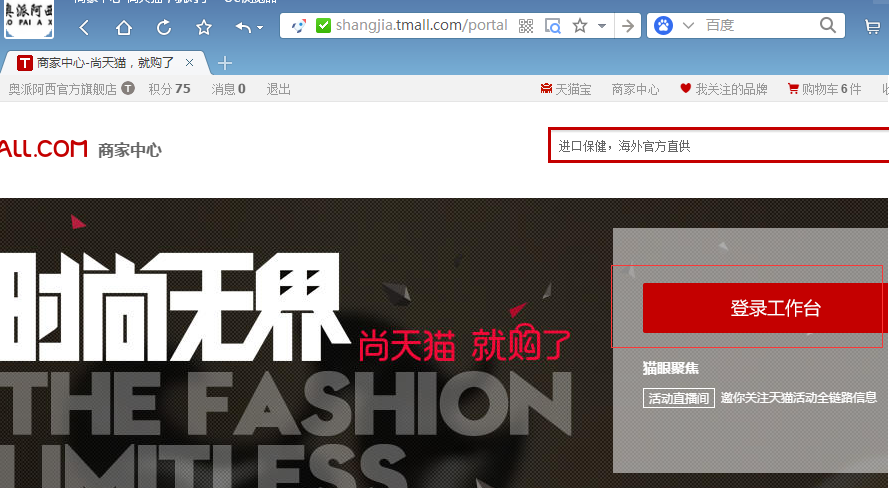 奥派阿西
O PAI A X
shangjia.tmall.com/portal
百度
商家中心-尚天猫，就购了
奥派阿西官方旗舰店 T 积分 75 消息 0 退出 天猫宝 商家中心 我关注的品牌 购物车 6 件
ALL.COM 商家中心
进口保健，海外官方直供
时尚无界
尚天猫 就购了
THE FASHION
LIMITLESS
登录工作台
猫眼聚焦
活动直播间 邀你关注天猫活动全链路信息